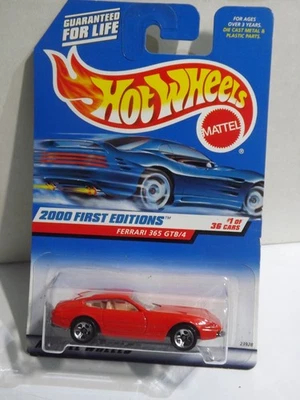 GUARANTEED
FOR LIFE
FOR AGES
OVER 3 YEARS.
DIE CAST METAL &
PLASTIC PARTS.
HOT WHEELS
MATTEL
2000 FIRST EDITIONS™
FERRARI 365 GTB/4
#1 OF
36 CARS